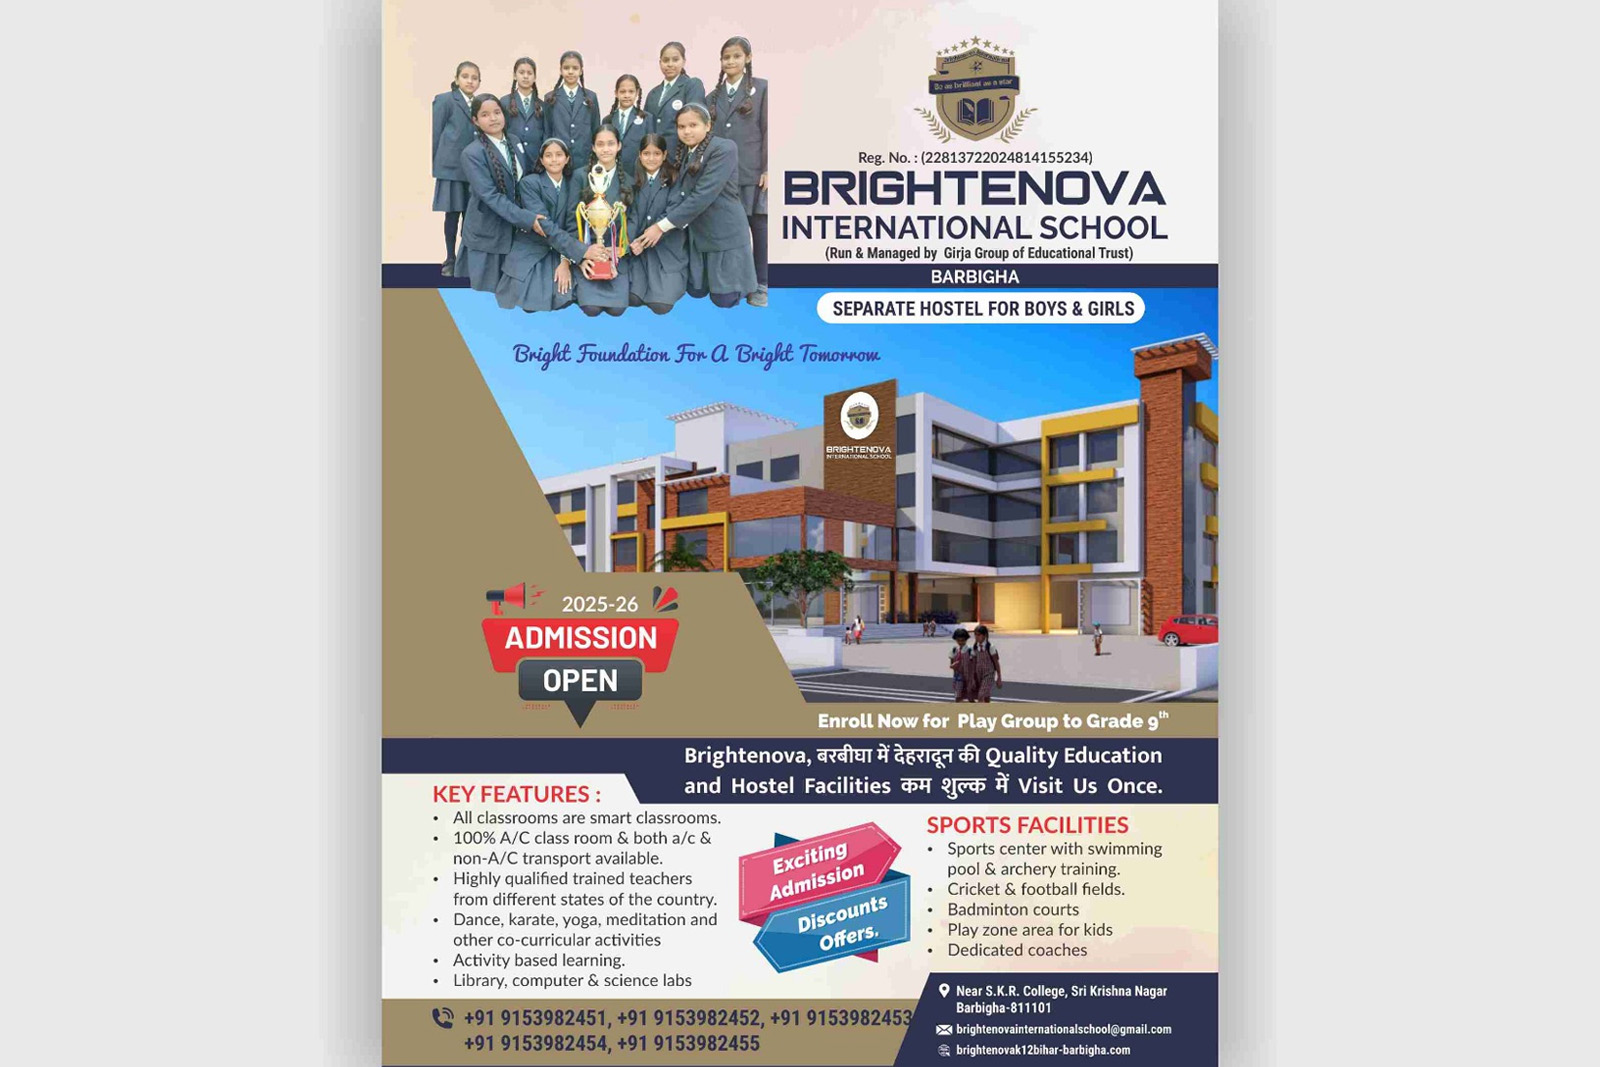 Be as brilliant as a star
Reg. No. : (22813722024814155234)
BRIGHTENOVA
INTERNATIONAL SCHOOL
(Run & Managed by Girja Group of Educational Trust)
BARBIGHA
SEPARATE HOSTEL FOR BOYS & GIRLS
Bright Foundation For A Bright Tomorrow
BRIGHTENOVA
INTERNATIONAL SCHOOL
2025-26
ADMISSION
OPEN
Enroll Now for Play Group to Grade 9th
Brightenova, बरबीघा में देहरादून की Quality Education
and Hostel Facilities कम शुल्क में Visit Us Once.
KEY FEATURES :
• All classrooms are smart classrooms.
• 100% A/C class room & both a/c &
non-A/C transport available.
• Highly qualified trained teachers
from different states of the country.
• Dance, karate, yoga, meditation and
other co-curricular activities
• Activity based learning.
• Library, computer & science labs
Exciting
Admission
Discounts
Offers.
SPORTS FACILITIES
• Sports center with swimming
pool & archery training.
• Cricket & football fields.
• Badminton courts
• Play zone area for kids
• Dedicated coaches
+91 9153982451, +91 9153982452, +91 9153982453
+91 9153982454, +91 9153982455
Near S.K.R. College, Sri Krishna Nagar
Barbigha-811101
brightenovainternationalschool@gmail.com
brightenovak12bihar-barbigha.com